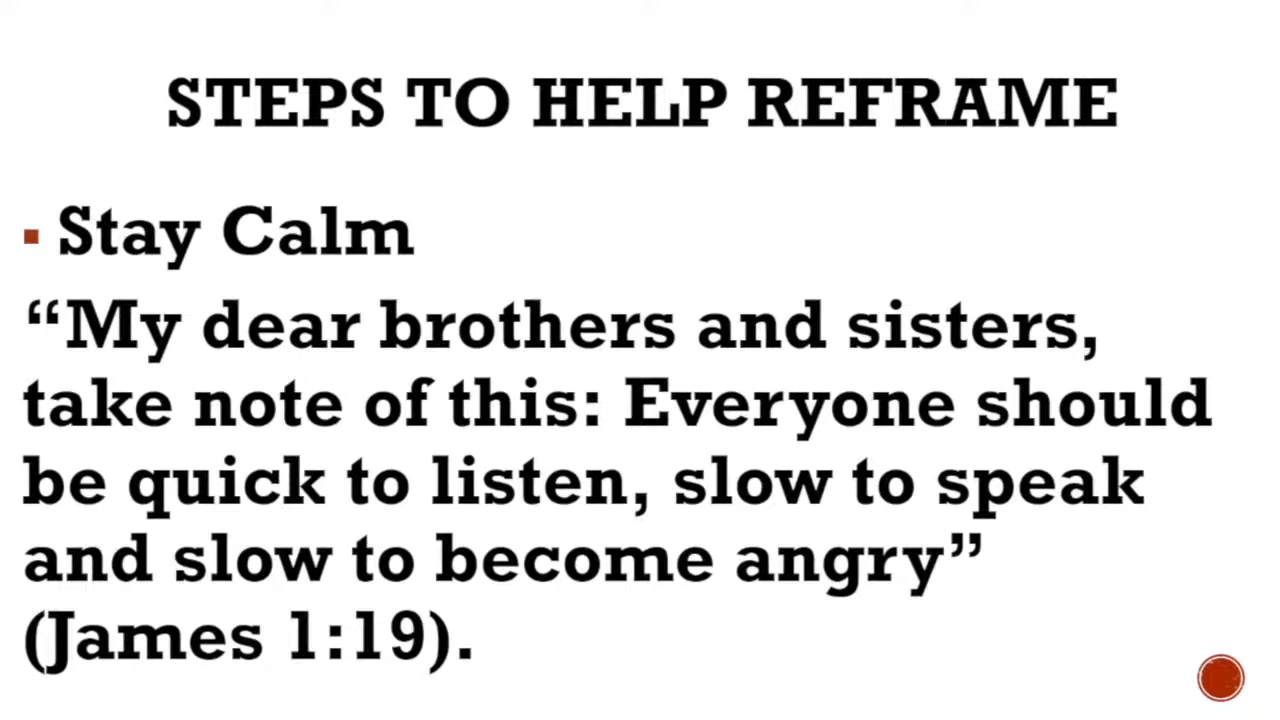 STEPS TO HELP REFRAME
▪ Stay Calm
“My dear brothers and sisters,
take note of this: Everyone should
be quick to listen, slow to speak
and slow to become angry”
(James 1:19).